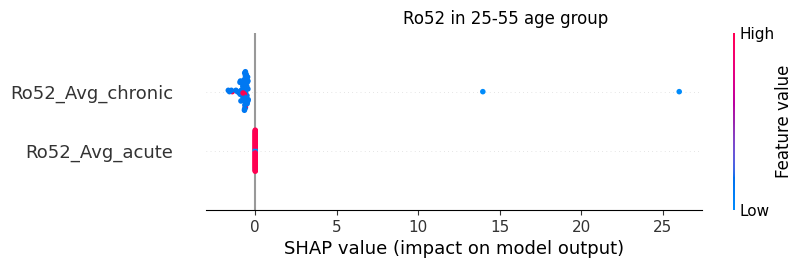 Ro52 in 25-55 age group
High
Ro52_Avg_chronic
Ro52_Avg_acute
Feature value
Low
0 5 10 15 20 25
SHAP value (impact on model output)